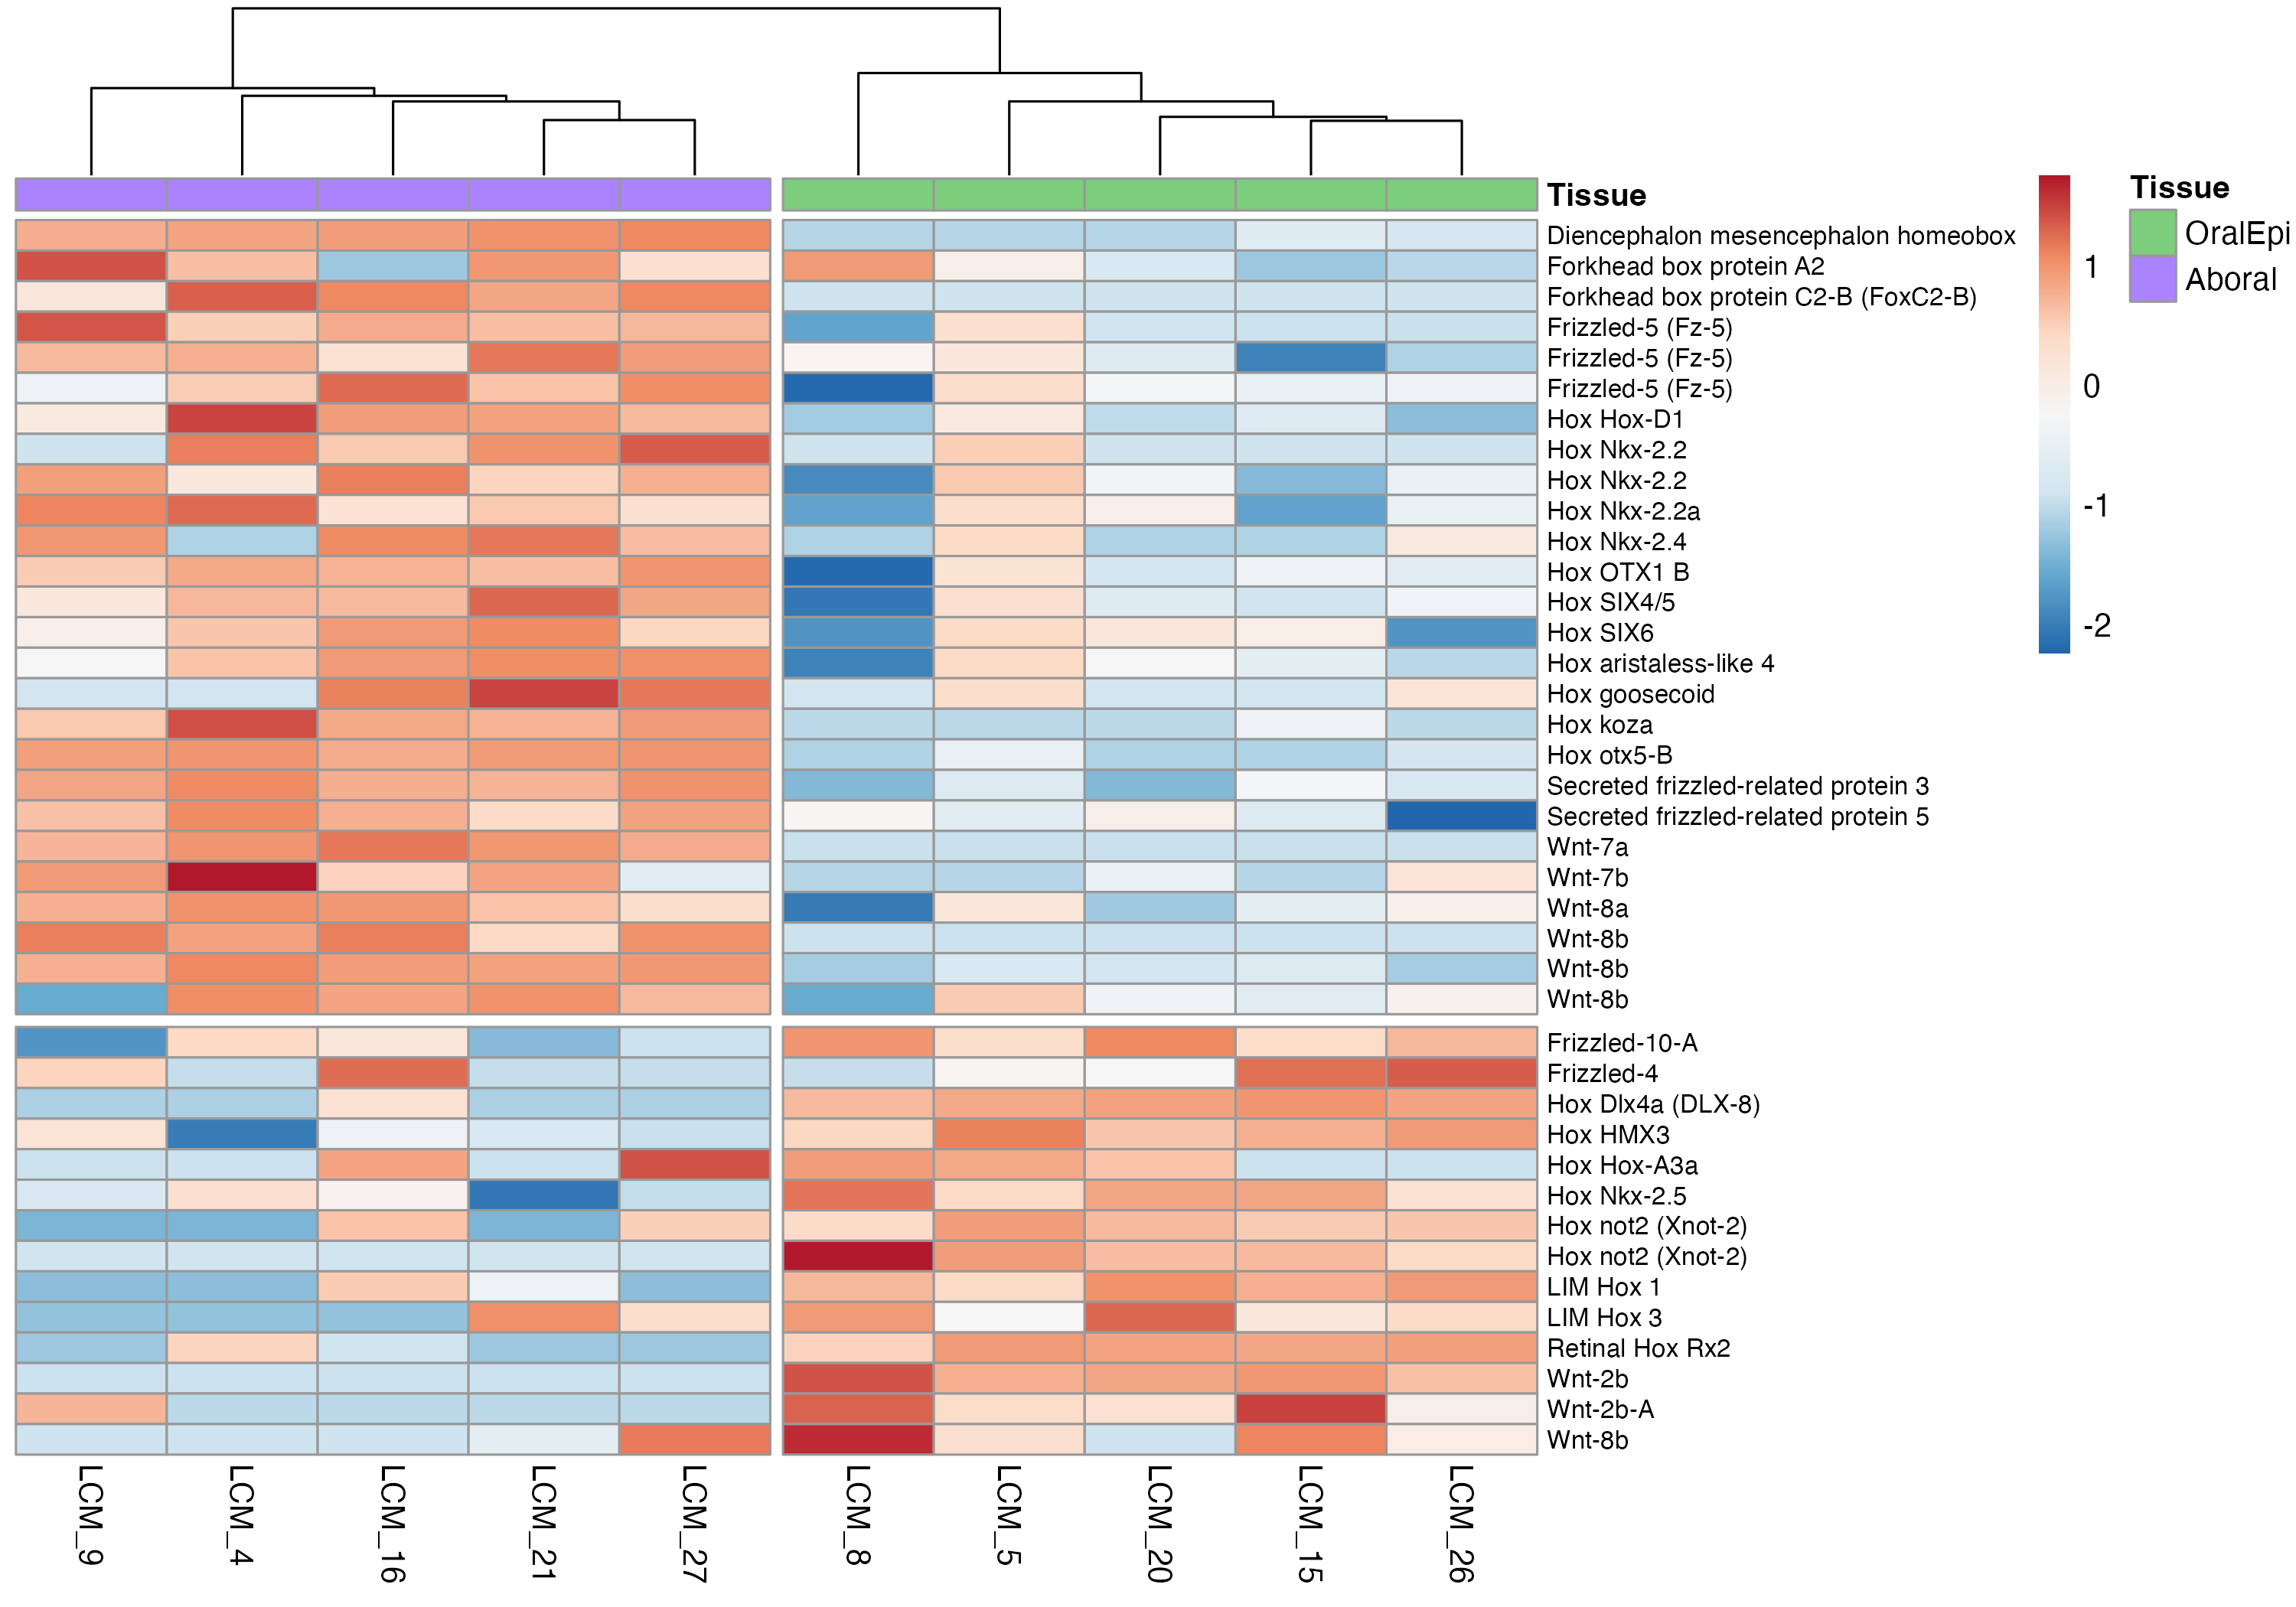 Tissue
Diencephalon mesencephalon homeobox
Forkhead box protein A2
Forkhead box protein C2-B (FoxC2-B)
Frizzled-5 (Fz-5)
Frizzled-5 (Fz-5)
Frizzled-5 (Fz-5)
Hox Hox-D1
Hox Nkx-2.2
Hox Nkx-2.2
Hox Nkx-2.2a
Hox Nkx-2.4
Hox OTX1 B
Hox SIX4/5
Hox SIX6
Hox aristaless-like 4
Hox goosecoid
Hox koza
Hox otx5-B
Secreted frizzled-related protein 3
Secreted frizzled-related protein 5
Wnt-7a
Wnt-7b
Wnt-8a
Wnt-8b
Wnt-8b
Wnt-8b
Frizzled-10-A
Frizzled-4
Hox Dlx4a (DLX-8)
Hox HMX3
Hox Hox-A3a
Hox Nkx-2.5
Hox not2 (Xnot-2)
Hox not2 (Xnot-2)
LIM Hox 1
LIM Hox 3
Retinal Hox Rx2
Wnt-2b
Wnt-2b-A
Wnt-8b
LCM_9
LCM_4
LCM_16
LCM_21
LCM_27
LCM_8
LCM_5
LCM_20
LCM_15
LCM_26
1
0
-1
-2
Tissue
OralEpi
Aboral